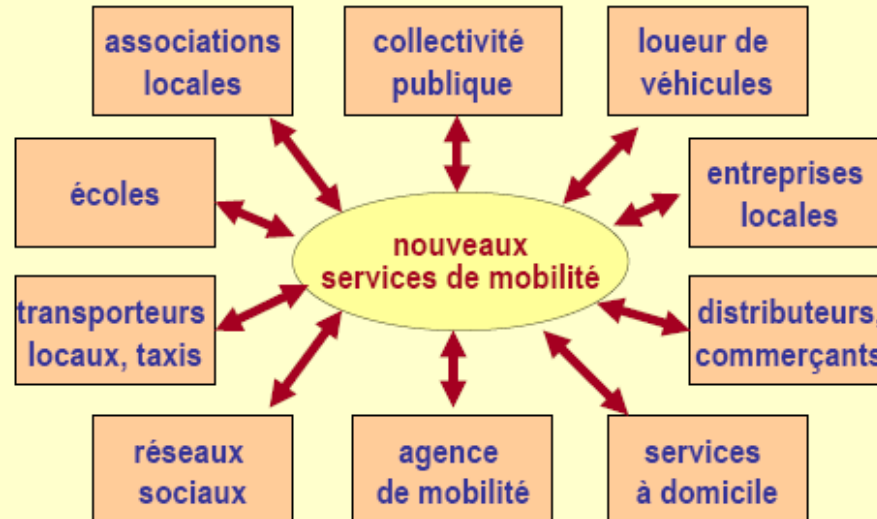 associations
locales
collectivité
publique
loueur de
véhicules
écoles
entreprises
locales
nouveaux
services de mobilité
transporteurs
locaux, taxis
distributeurs,
commerçants
réseaux
sociaux
agence
de mobilité
services
à domicile